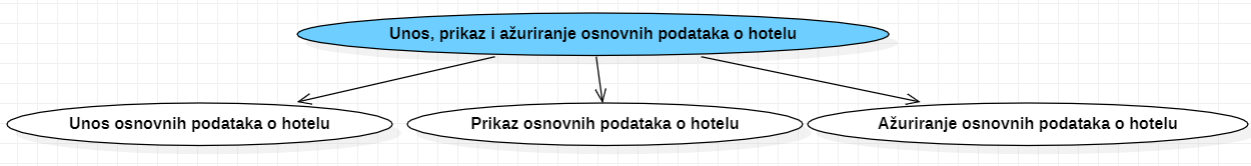 Unos, prikaz i ažuriranje osnovnih podataka o hotelu
Unos osnovnih podataka o hotelu
Prikaz osnovnih podataka o hotelu
Ažuriranje osnovnih podataka o hotelu